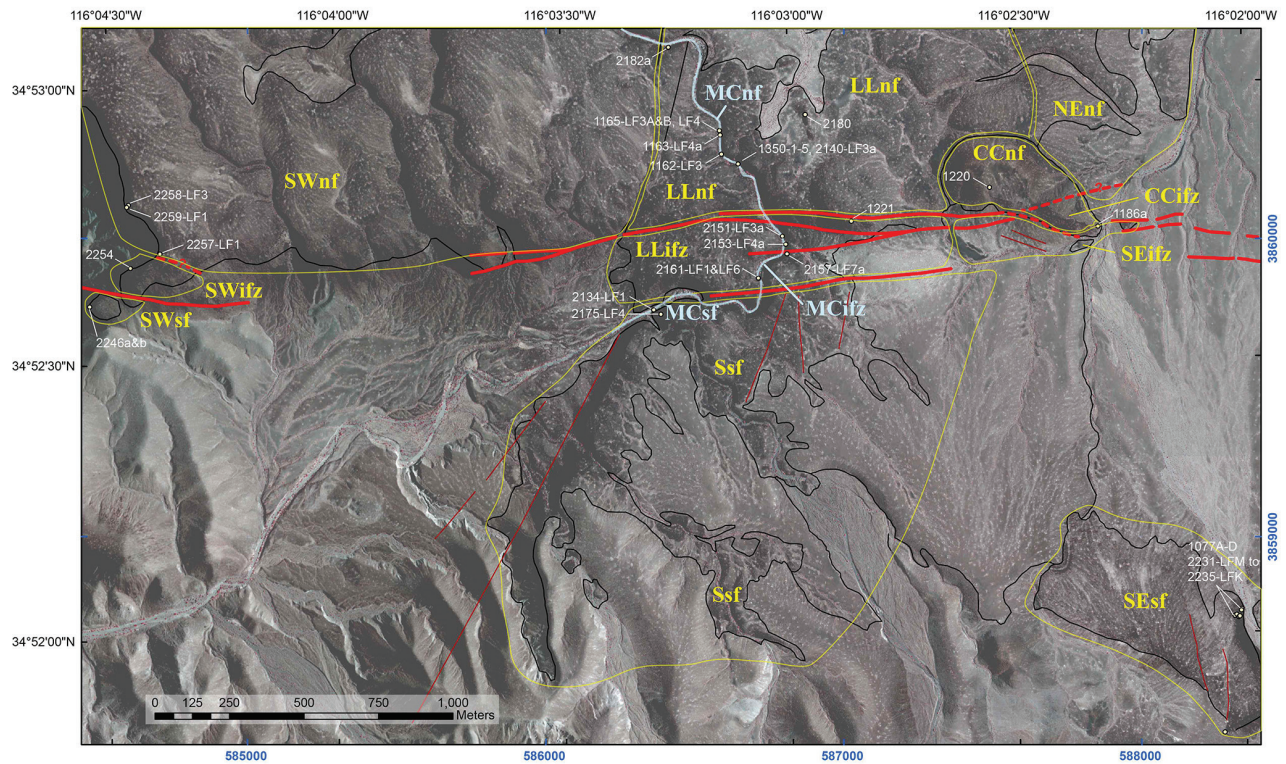 116°04'30"W 116°04'00"W 116°03'30"W 116°03'00"W 116°02'30"W 116°02'00"W
34°53'00"N
34°52'30"N
34°52'00"N
2182a
MCnf
LLnf
1165-LF3A&B, LF4
2180
NEnf
1163-LF4a
1350-1-5, 2140-LF3a
1162-LF3
CCnf
SWnf
1220
LLnf
?
CCifz
2258-LF3
2259-LF1
1221
1186a
2151-LF3a
2153-LF4a
2257-LF1
LLifz
SEifz
2254
?
2161-LF1&LF6
2157-LF7a
SWifz
2134-LF1
MCifz
2175-LF4
MCsf
SWsf
2246a&b
Ssf
1077A-D
2231-LFM to
2235-LFK
Ssf
SEsf
0 125 250 500 750 1,000
Meters
585000 586000 587000 588000
3860000
3859000